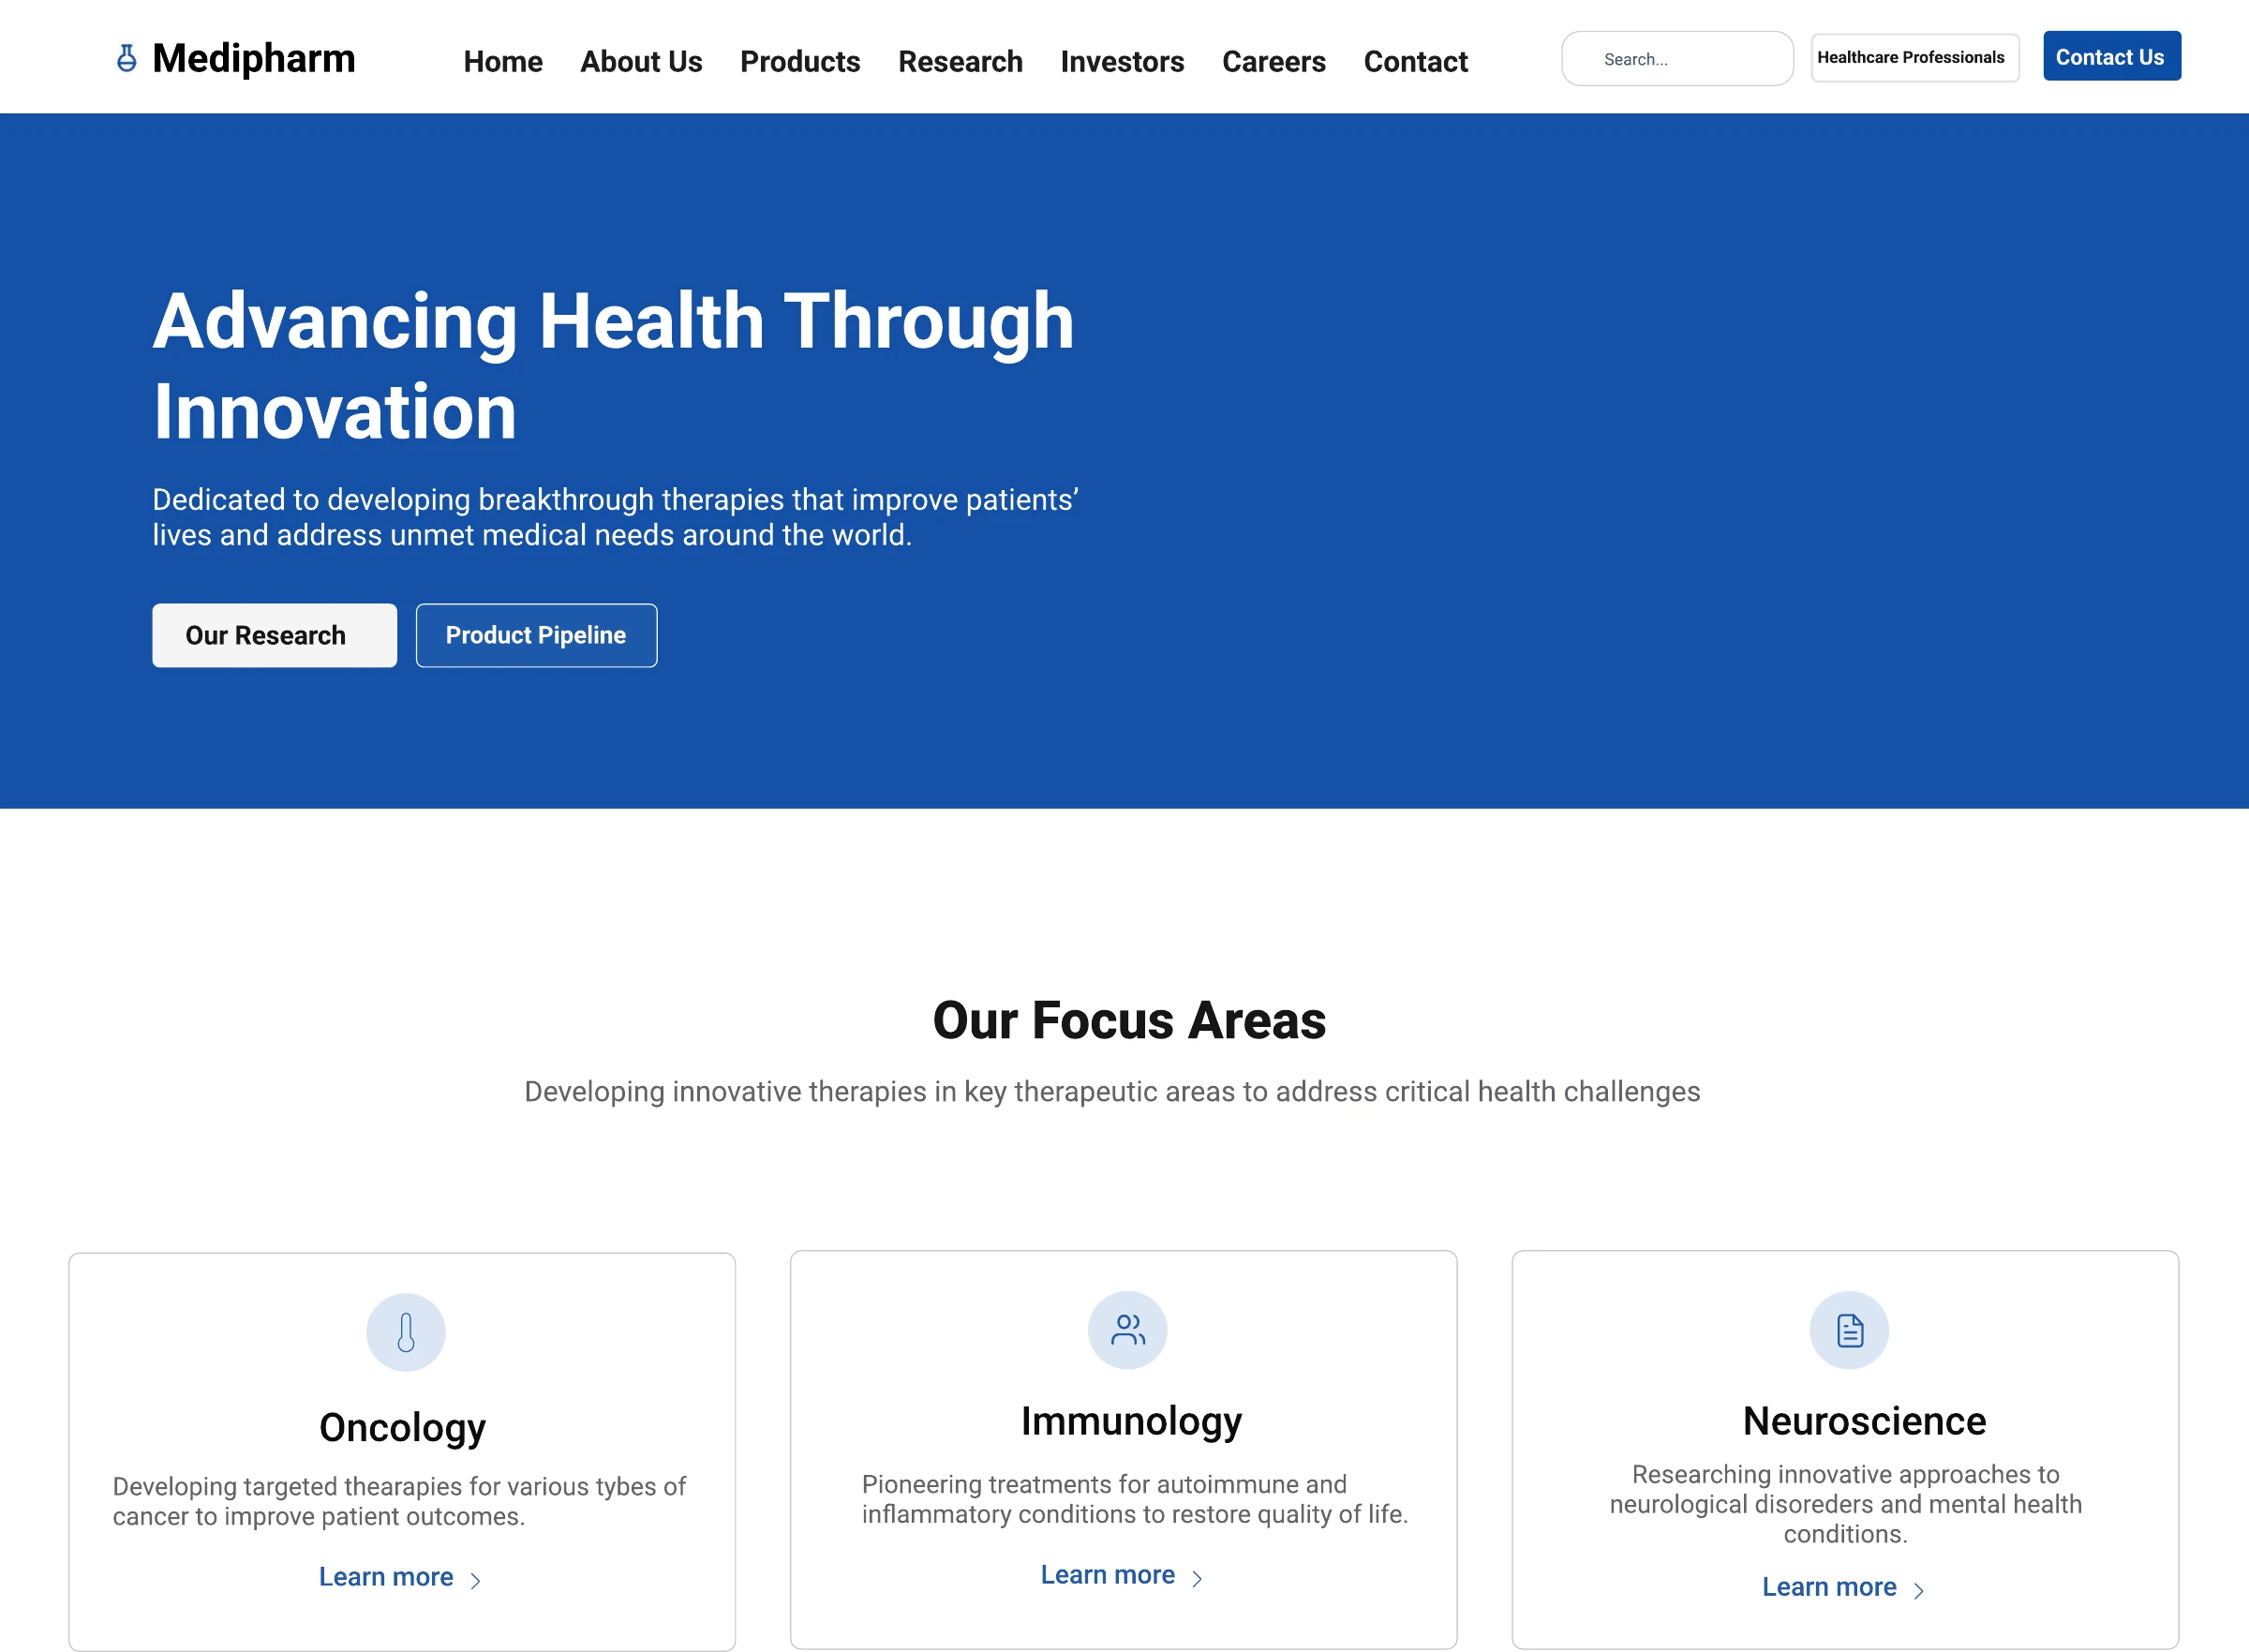 Medipharm
Home About Us Products Research Investors Careers Contact
Search...
Healthcare Professionals
Contact Us
Advancing Health Through
Innovation
Dedicated to developing breakthrough therapies that improve patients’
lives and address unmet medical needs around the world.
Our Research
Product Pipeline
Our Focus Areas
Developing innovative therapies in key therapeutic areas to address critical health challenges
Oncology
Developing targeted thearapies for various tybes of
cancer to improve patient outcomes.
Learn more
Immunology
Pioneering treatments for autoimmune and
inflammatory conditions to restore quality of life.
Learn more
Neuroscience
Researching innovative approaches to
neurological disoreders and mental health
conditions.
Learn more